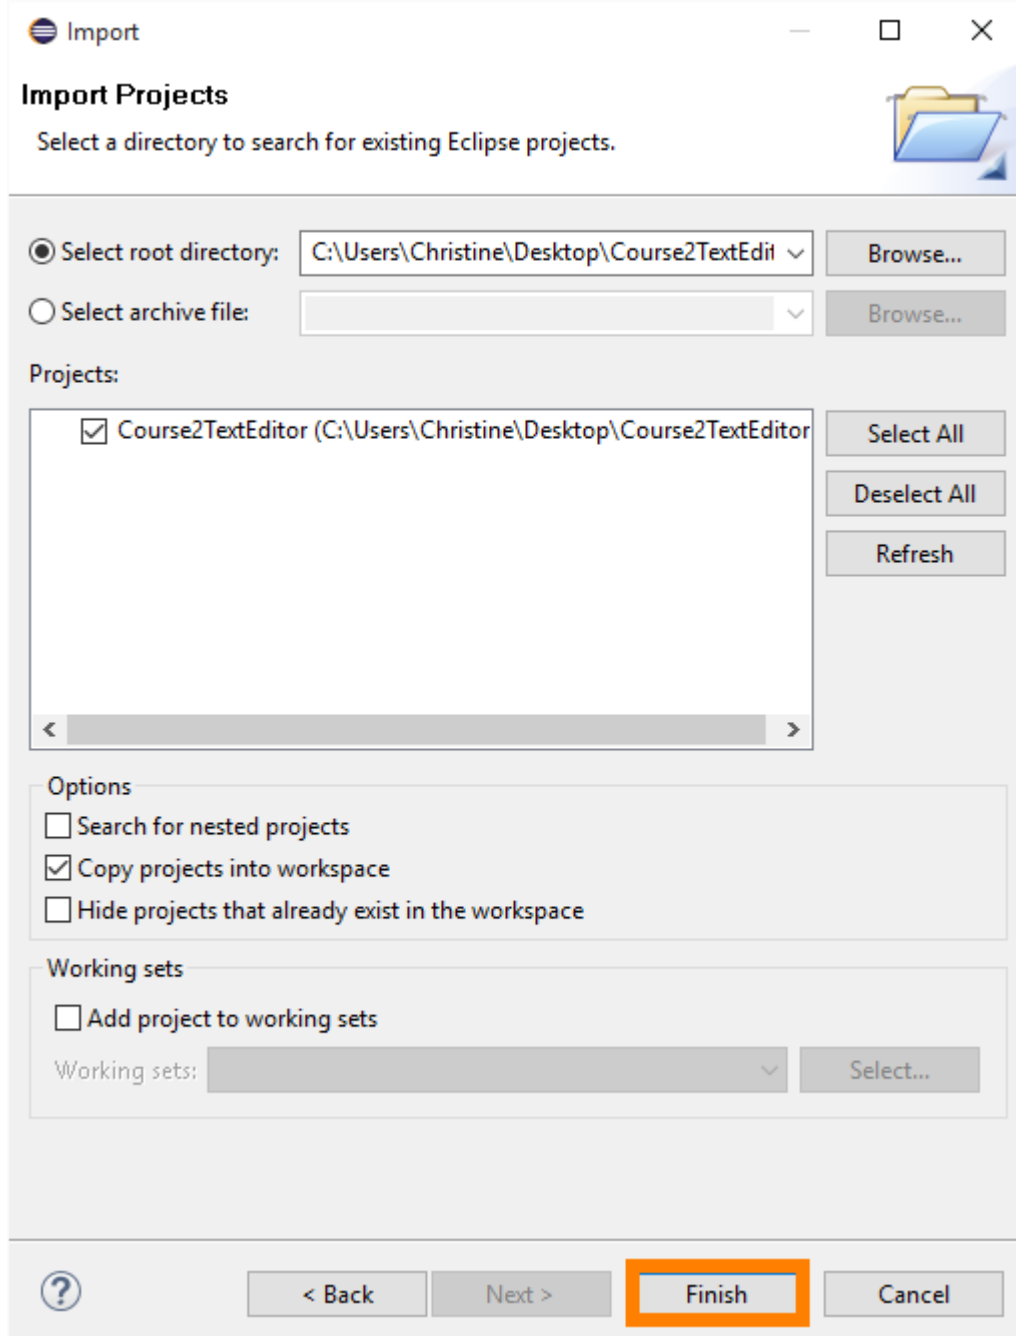 Import
Import Projects
Select a directory to search for existing Eclipse projects.
Select root directory: C:\Users\Christine\Desktop\Course2TextEdit Browse...
Select archive file: Browse...
Projects:
Course2TextEditor (C:\Users\Christine\Desktop\Course2TextEditor
Select All
Deselect All
Refresh
Options
Search for nested projects
Copy projects into workspace
Hide projects that already exist in the workspace
Working sets
Add project to working sets
Working sets: Select...
? < Back Next > Finish Cancel